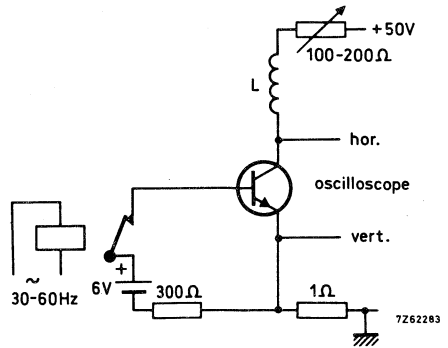 +50V
100-200Ω
L
hor.
oscilloscope
vert.
~
30-60Hz
+
6V
300Ω
1Ω
7Z62283